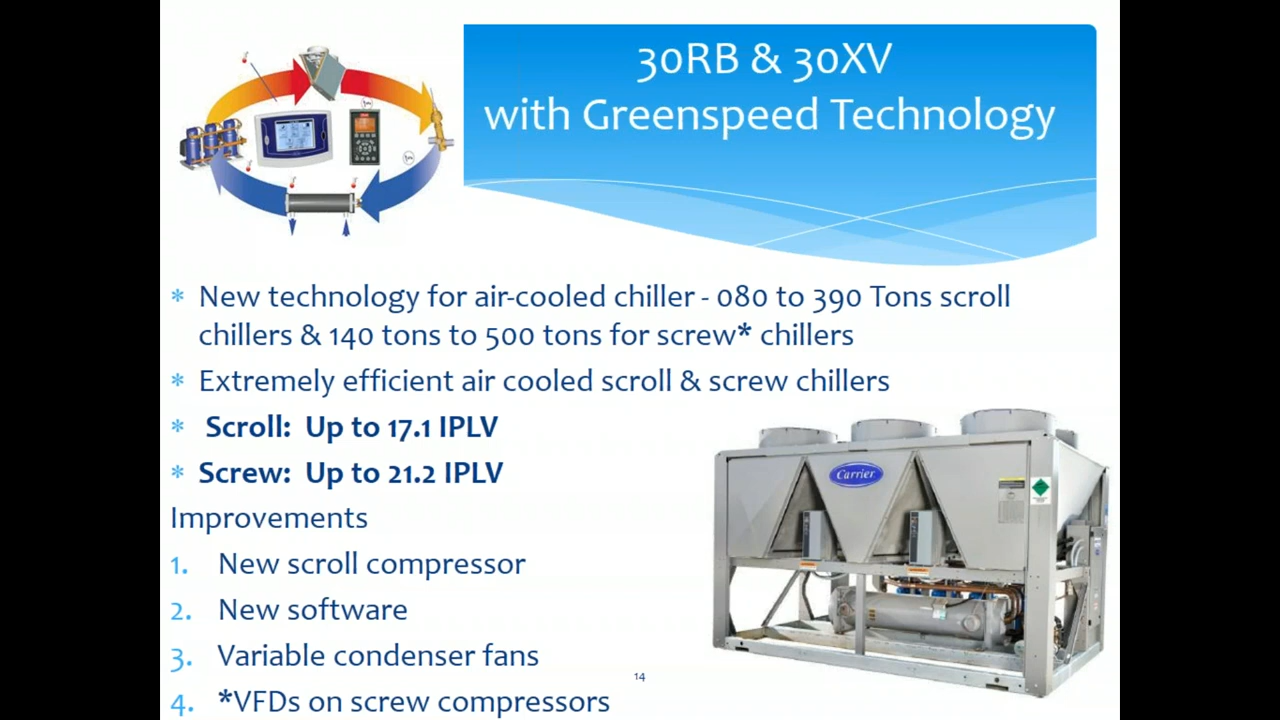 30RB & 30XV
with Greenspeed Technology
* New technology for air-cooled chiller - 080 to 390 Tons scroll
chillers & 140 tons to 500 tons for screw* chillers
* Extremely efficient air cooled scroll & screw chillers
* Scroll: Up to 17.1 IPLV
* Screw: Up to 21.2 IPLV
Carrier
Improvements
1. New scroll compressor
2. New software
3. Variable condenser fans
14
4. *VFDs on screw compressors